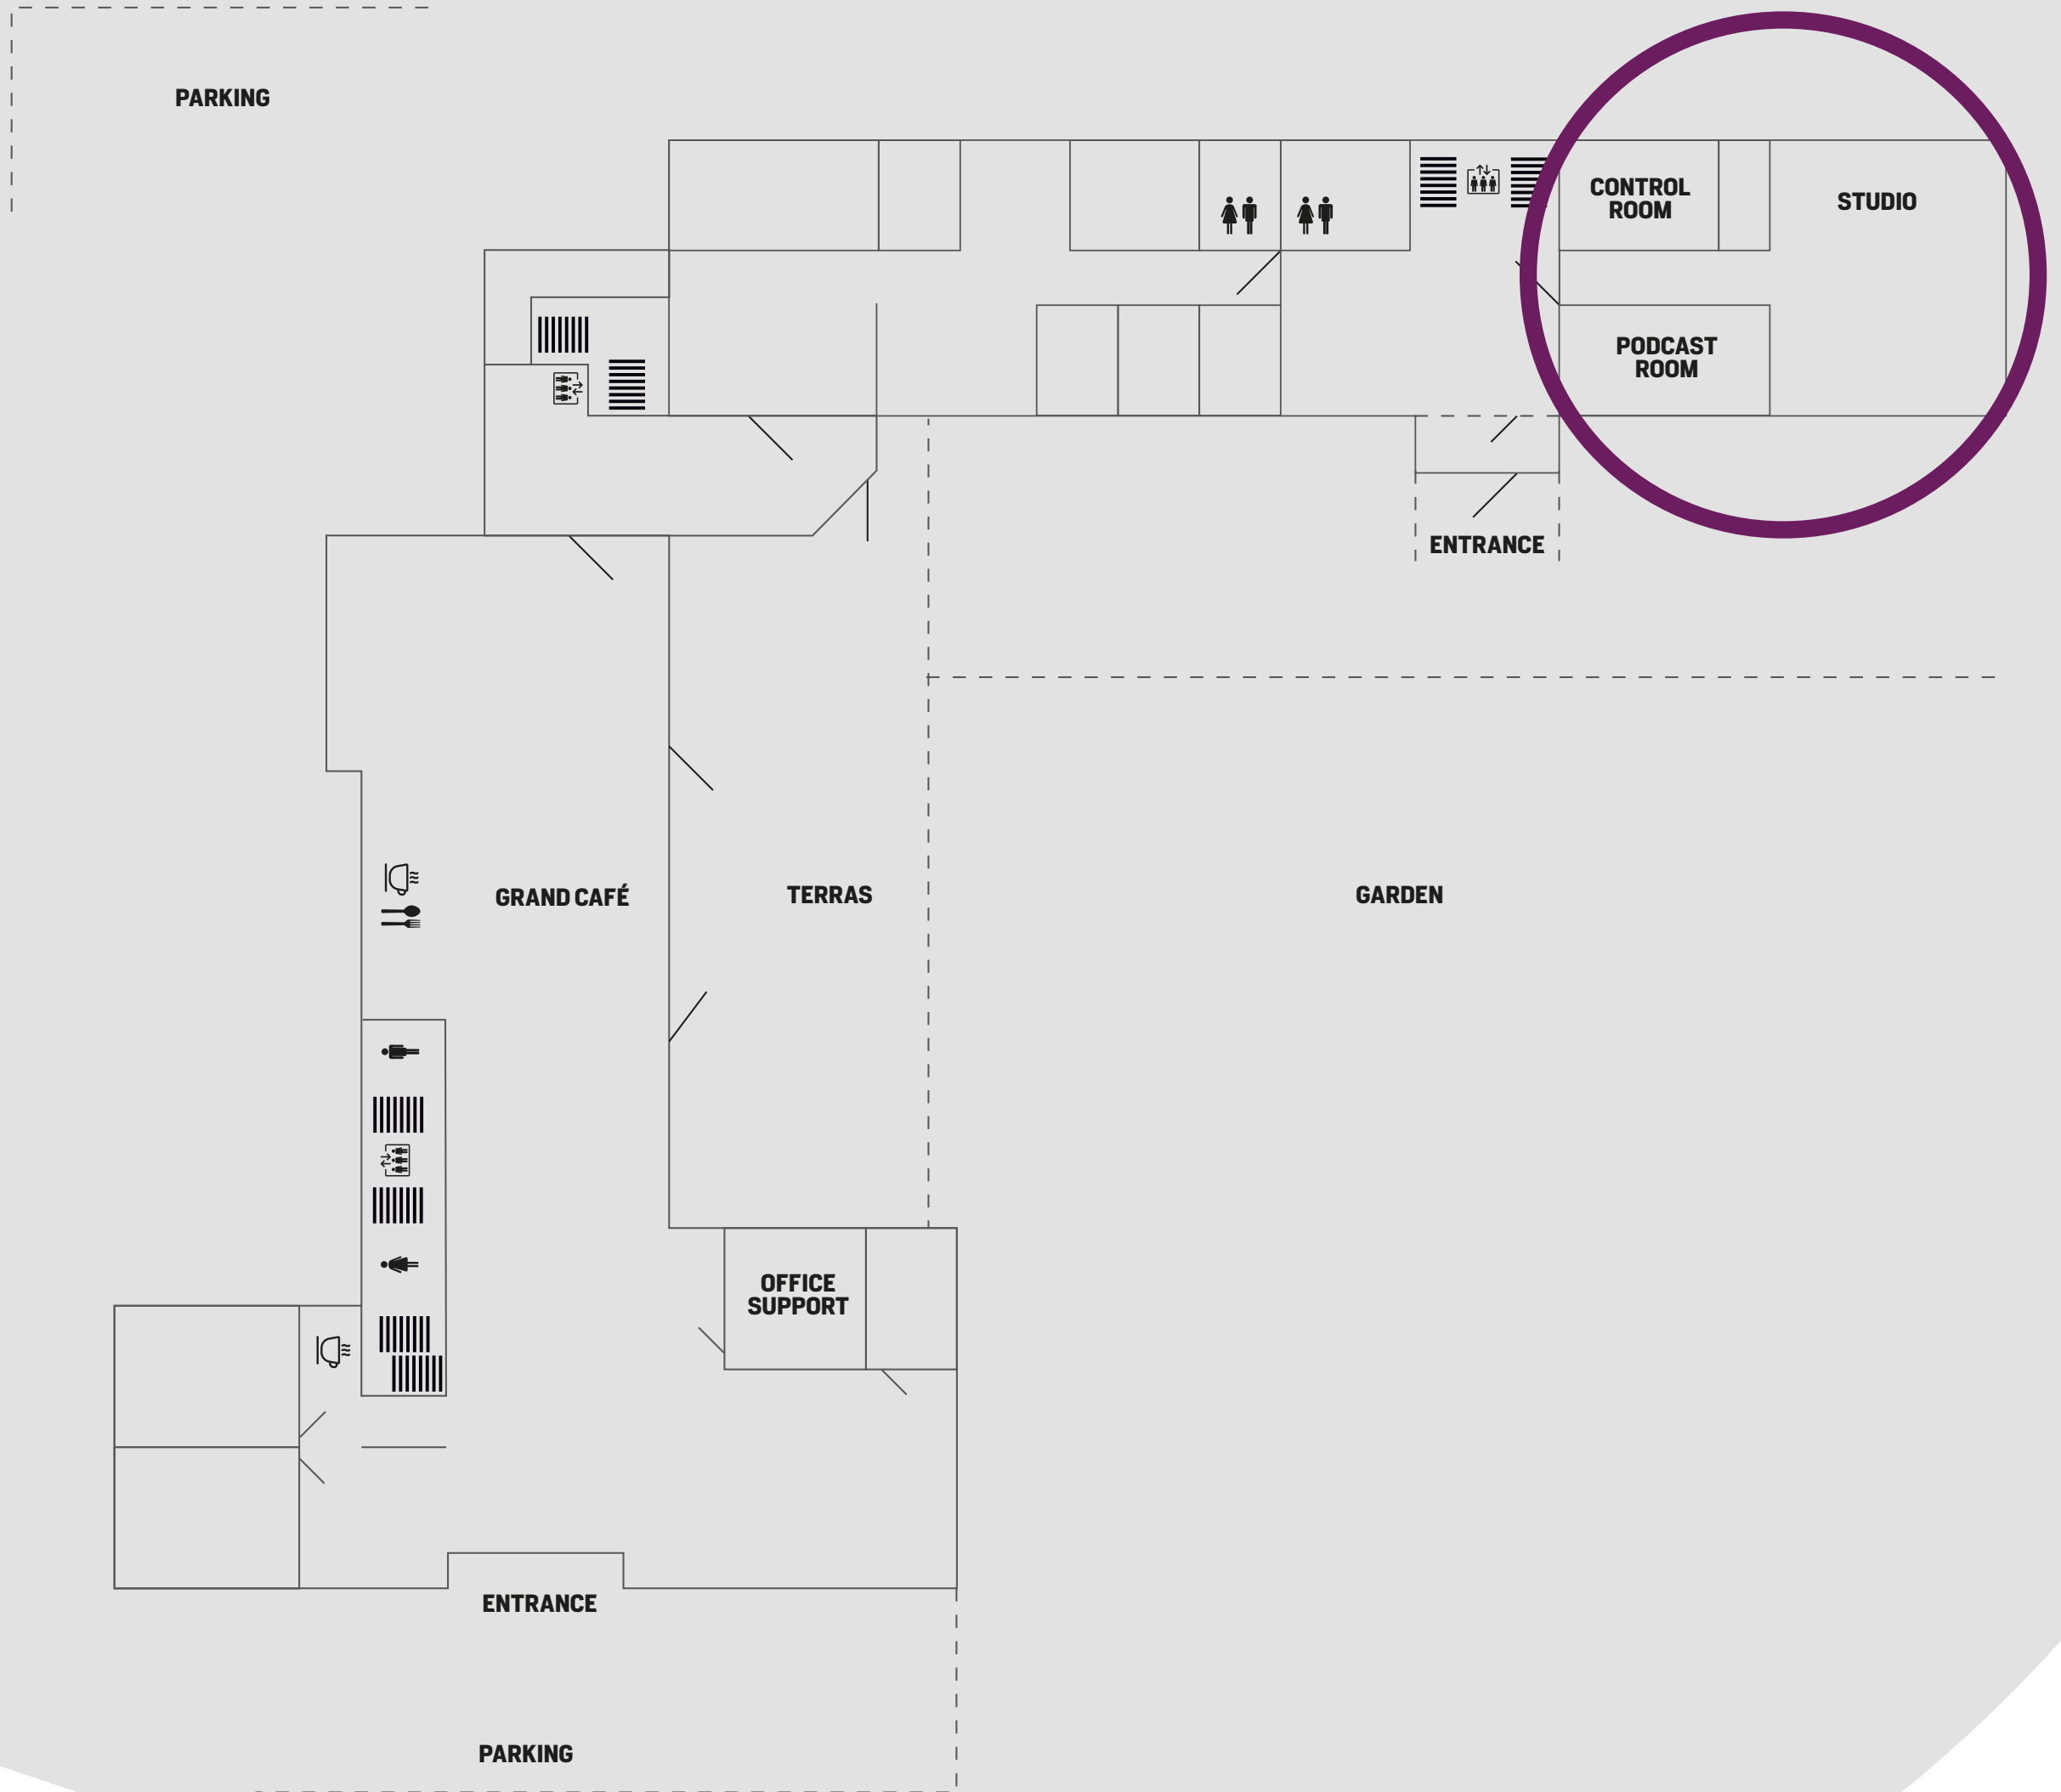 PARKING
CONTROL
ROOM
STUDIO
PODCAST
ROOM
ENTRANCE
GRAND CAFÉ
TERRAS
GARDEN
OFFICE
SUPPORT
ENTRANCE
PARKING